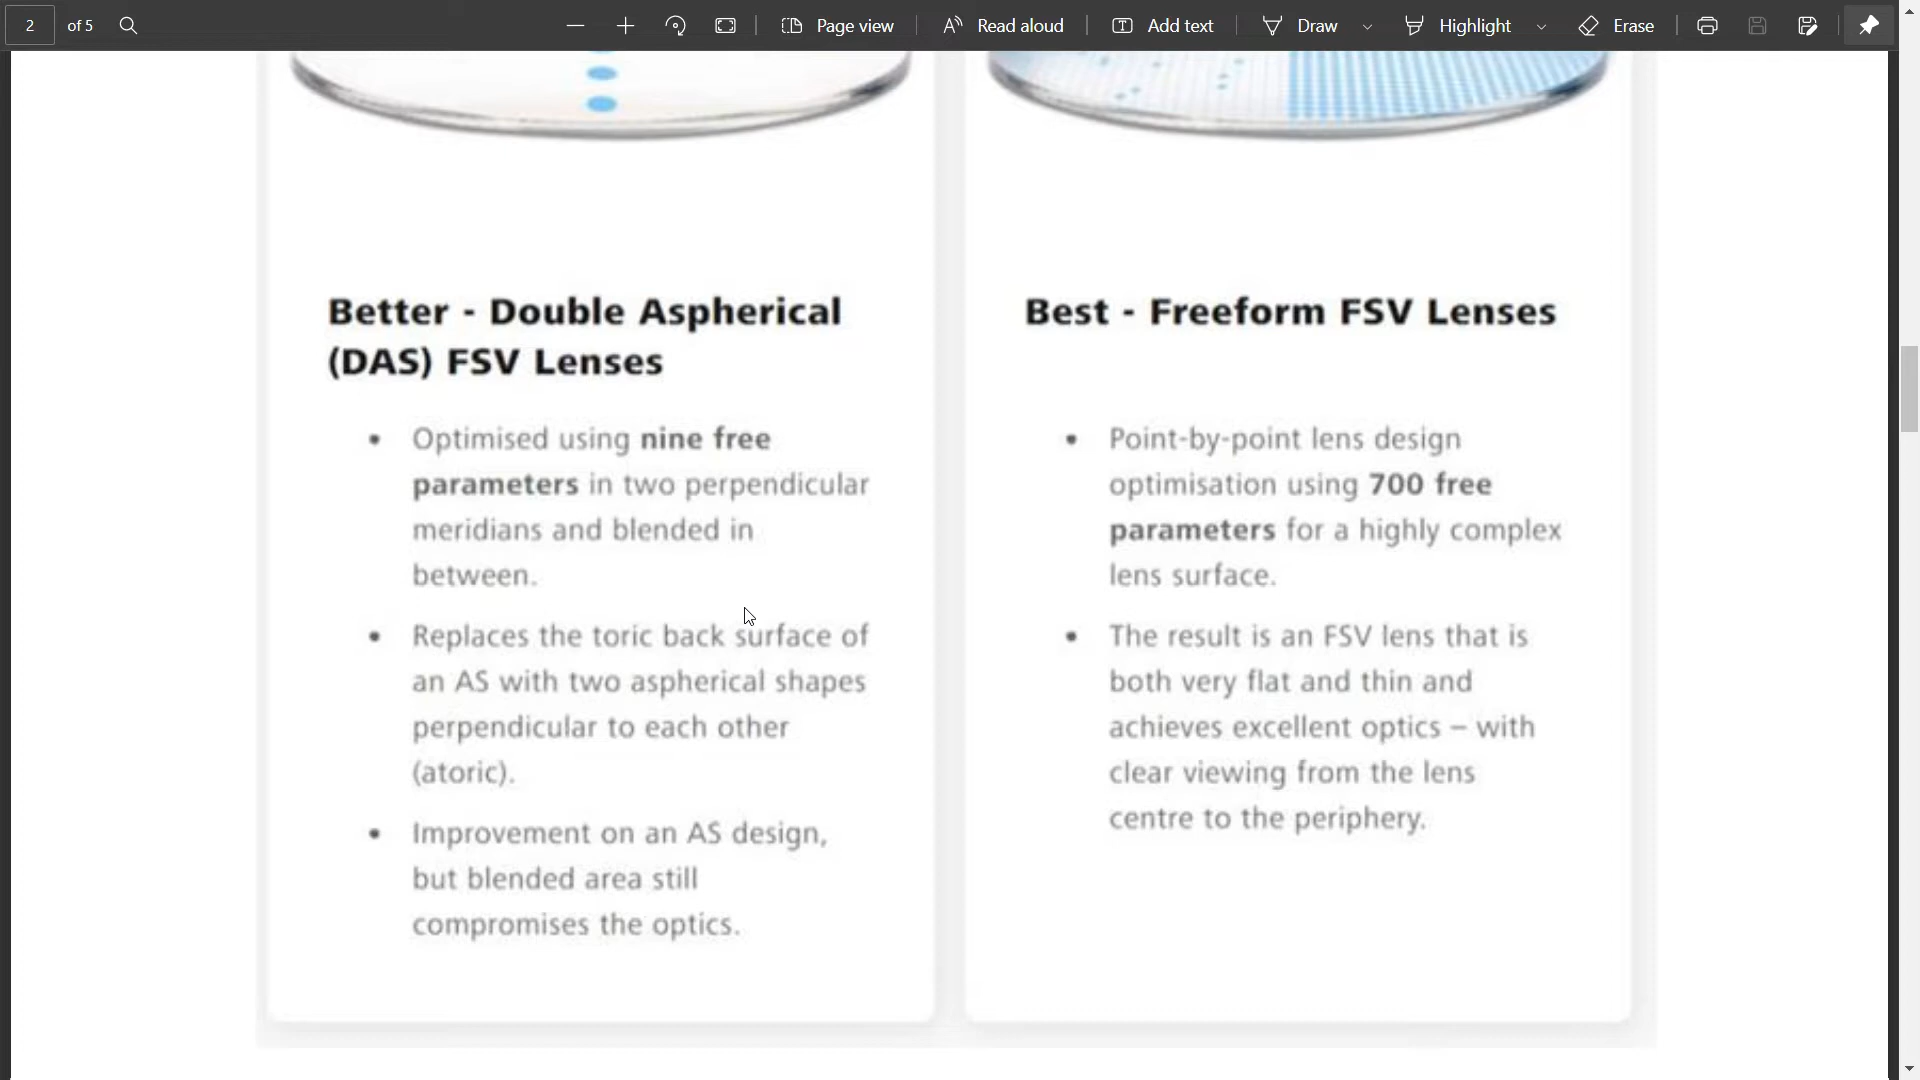 2 of 5 Page view Read aloud Add text Draw Highlight Erase
Better - Double Aspherical
(DAS) FSV Lenses
• Optimised using nine free
parameters in two perpendicular
meridians and blended in
between.
• Replaces the toric back surface of
an AS with two aspherical shapes
perpendicular to each other
(atoric).
• Improvement on an AS design,
but blended area still
compromises the optics.
Best - Freeform FSV Lenses
• Point-by-point lens design
optimisation using 700 free
parameters for a highly complex
lens surface.
• The result is an FSV lens that is
both very flat and thin and
achieves excellent optics – with
clear viewing from the lens
centre to the periphery.